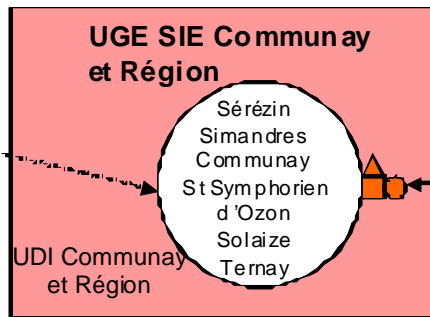 UGE SIE Communay
et Région
Sérézin
Simandres
Communay
St Symphorien
d'Ozon
Solaize
Ternay
UDI Communay
et Région